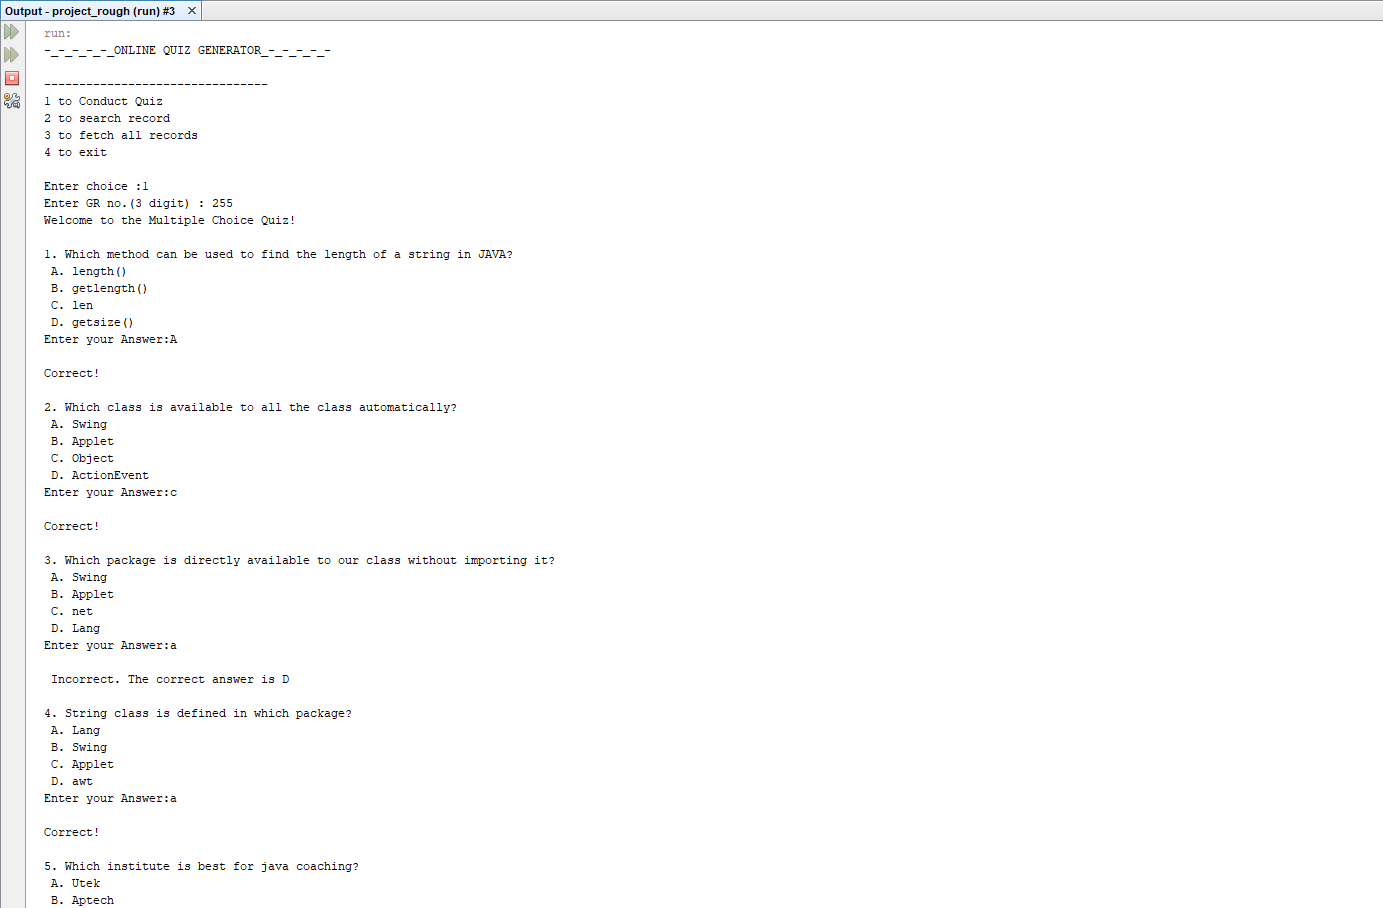 Output - project_rough (run) #3
run:
-_-_-_-_-_ONLINE QUIZ GENERATOR_-_-_-_-_-
--------------------------------
1 to Conduct Quiz
2 to search record
3 to fetch all records
4 to exit
Enter choice :1
Enter GR no.(3 digit) : 255
Welcome to the Multiple Choice Quiz!
1. Which method can be used to find the length of a string in JAVA?
A. length()
B. getlength()
C. len
D. getsize()
Enter your Answer:A
Correct!
2. Which class is available to all the class automatically?
A. Swing
B. Applet
C. Object
D. ActionEvent
Enter your Answer:c
Correct!
3. Which package is directly available to our class without importing it?
A. Swing
B. Applet
C. net
D. Lang
Enter your Answer:a
Incorrect. The correct answer is D
4. String class is defined in which package?
A. Lang
B. Swing
C. Applet
D. awt
Enter your Answer:a
Correct!
5. Which institute is best for java coaching?
A. Utek
B. Aptech